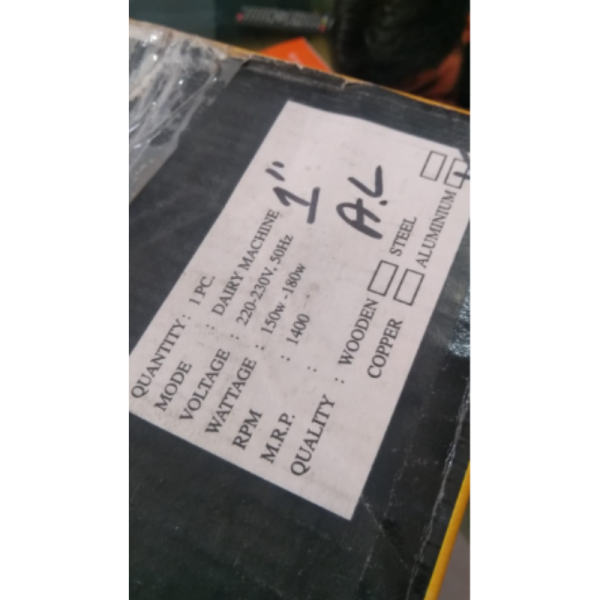 QUANTITY : 1 PC.
MODE : DAIRY MACHINE 1"
VOLTAGE : 220-230V, 50Hz
WATTAGE : 150w -180w A.L
RPM : 1400
M.R.P. :
QUALITY : WOODEN STEEL
COPPER ALUMINIUM